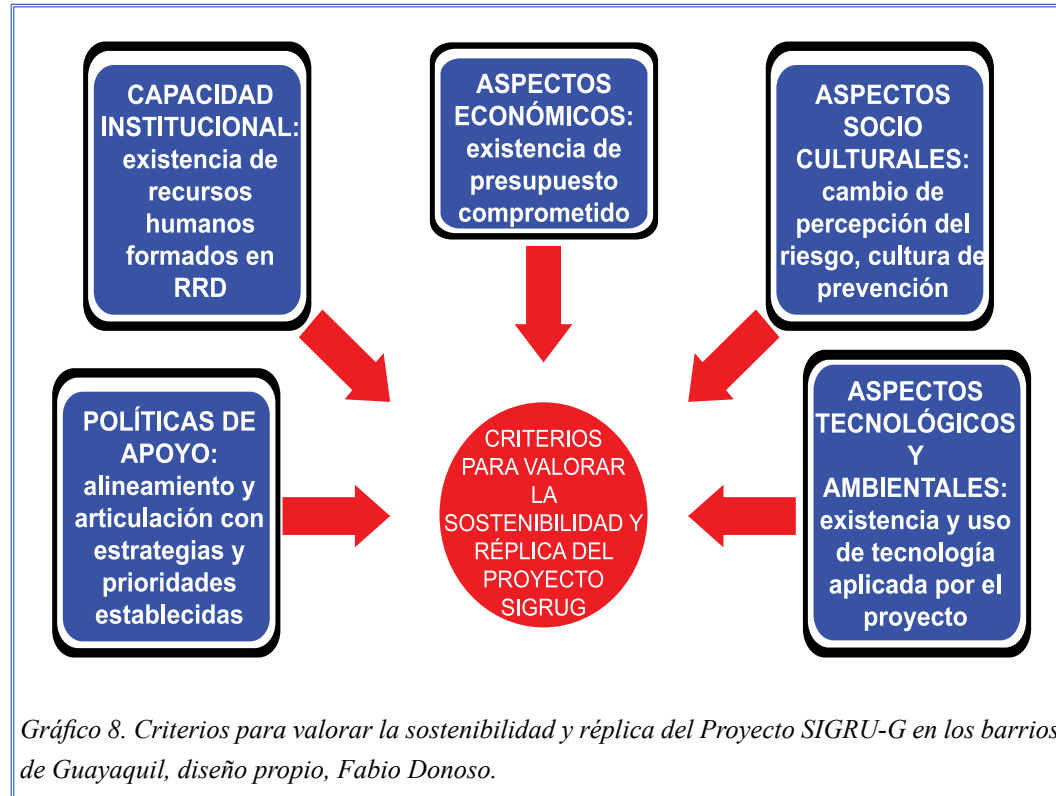 CAPACIDAD
INSTITUCIONAL:
existencia de
recursos
humanos
formados en
RRD
ASPECTOS
ECONÓMICOS:
existencia de
presupuesto
comprometido
ASPECTOS
SOCIO
CULTURALES:
cambio de
percepción del
riesgo, cultura de
prevención
POLÍTICAS DE
APOYO:
alineamiento y
articulación con
estrategias y
prioridades
establecidas
CRITERIOS
PARA VALORAR
LA
SOSTENIBILIDAD Y
RÉPLICA DEL
PROYECTO
SIGRUG
ASPECTOS
TECNOLÓGICOS
Y
AMBIENTALES:
existencia y uso
de tecnología
aplicada por el
proyecto
Gráfico 8. Criterios para valorar la sostenibilidad y réplica del Proyecto SIGRU-G en los barrios
de Guayaquil, diseño propio, Fabio Donoso.